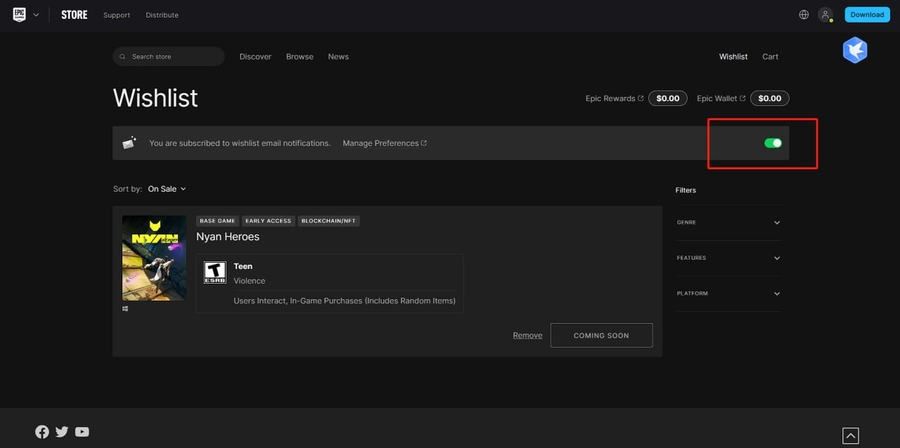 EPIC GAMES
STORE
Support
Distribute
Download
Search store
Discover
Browse
News
Wishlist
Cart
Wishlist
Epic Rewards
$0.00
Epic Wallet
$0.00
You are subscribed to wishlist email notifications.
Manage Preferences
Sort by: On Sale
Filters
BASE GAME
EARLY ACCESS
BLOCKCHAIN/NFT
Nyan Heroes
GENRE
NYAN
T
ESRB
Teen
Violence
FEATURES
Users Interact, In-Game Purchases (Includes Random Items)
PLATFORM
Remove
COMING SOON